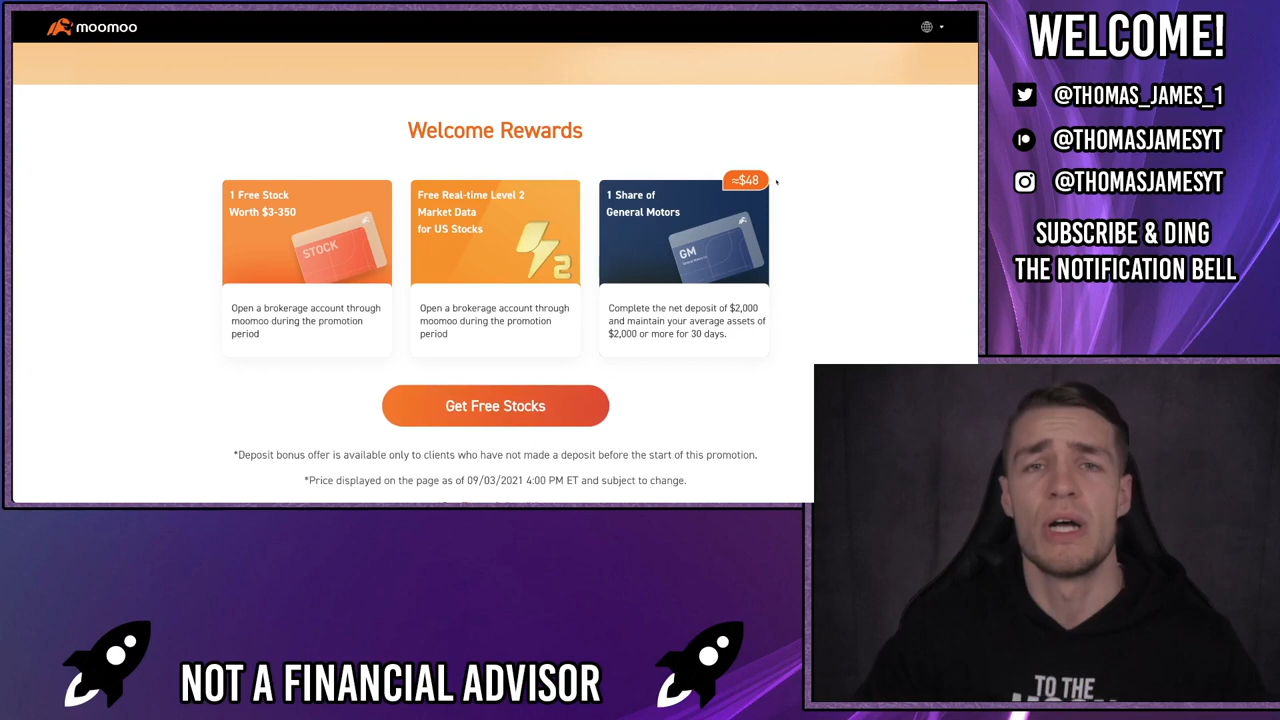 moomoo
Welcome Rewards
1 Free Stock
Worth $3-350
STOCK
Open a brokerage account through
moomoo during the promotion
period
Free Real-time Level 2
Market Data
for US Stocks
2
Open a brokerage account through
moomoo during the promotion
period
≈$48
1 Share of
General Motors
GM
Complete the net deposit of $2,000
and maintain your average assets of
$2,000 or more for 30 days.
Get Free Stocks
*Deposit bonus offer is available only to clients who have not made a deposit before the start of this promotion.
*Price displayed on the page as of 09/03/2021 4:00 PM ET and subject to change.
WELCOME!
@THOMAS_JAMES_1
@THOMASJAMESYT
@THOMASJAMESYT
SUBSCRIBE & DING
THE NOTIFICATION BELL
TO THE
NOT A FINANCIAL ADVISOR